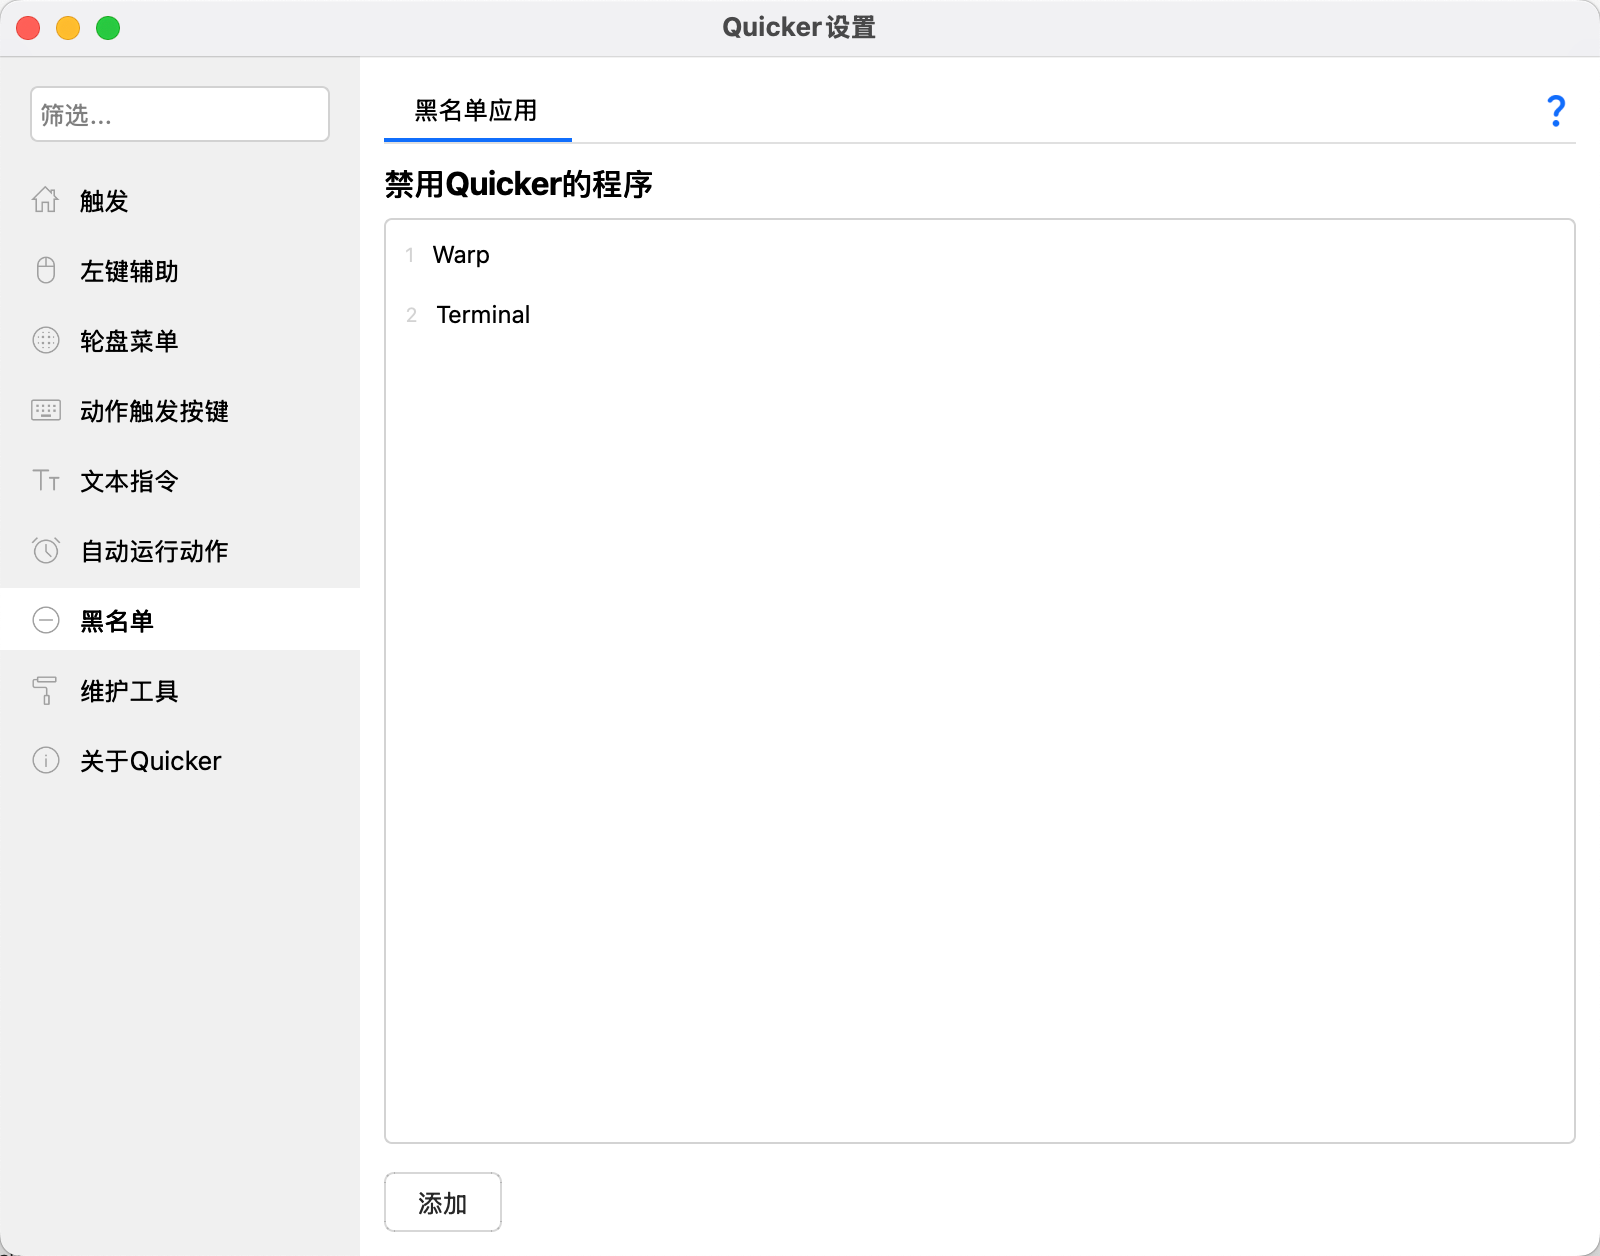 Quicker设置
筛选...
触发
左键辅助
轮盘菜单
动作触发按键
文本指令
自动运行动作
黑名单
维护工具
关于Quicker
黑名单应用
?
禁用Quicker的程序
1 Warp
2 Terminal
添加